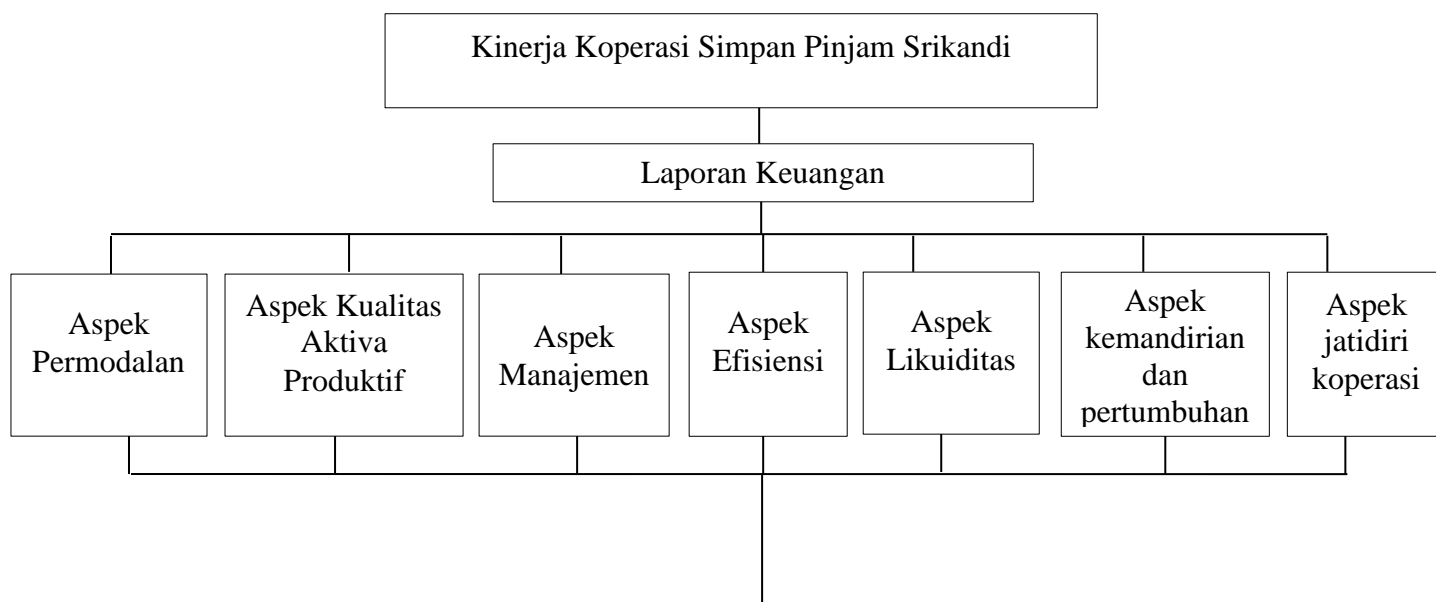 Kinerja Koperasi Simpan Pinjam Srikandi
Laporan Keuangan
Aspek
Permodalan
Aspek Kualitas
Aktiva
Produktif
Aspek
Manajemen
Aspek
Efisiensi
Aspek
Likuiditas
Aspek
kemandirian
dan
pertumbuhan
Aspek
jatidiri
koperasi